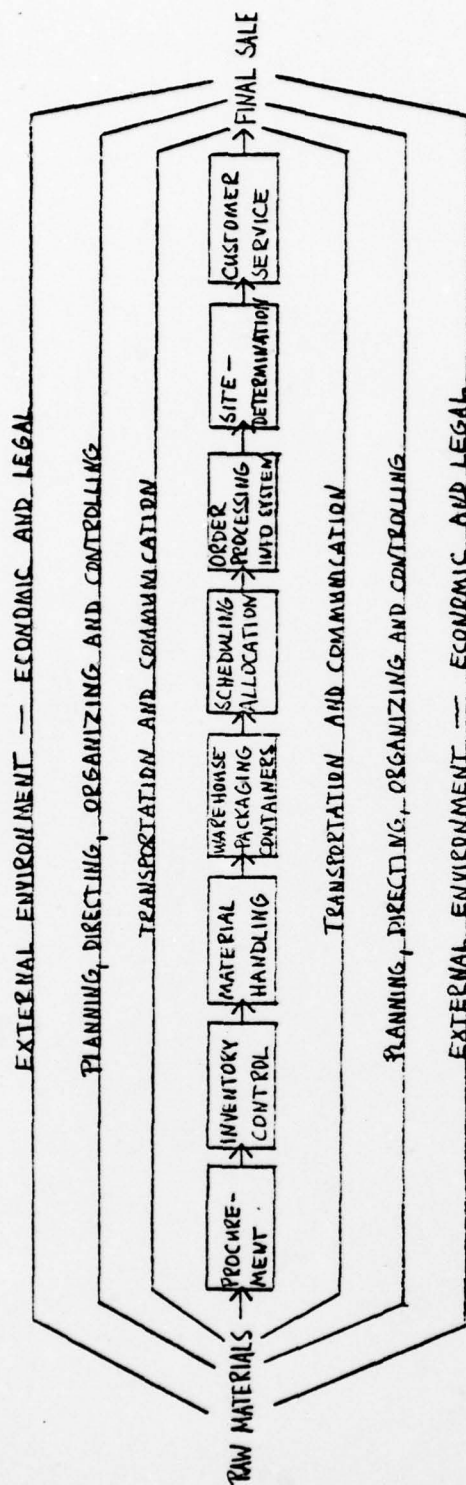 EXTERNAL ENVIRONMENT — ECONOMIC AND LEGAL
PLANNING, DIRECTING, ORGANIZING AND CONTROLLING
TRANSPORTATION AND COMMUNICATION
RAW MATERIALS
PROCURE-
MENT
INVENTORY
CONTROL
MATERIAL
HANDLING
WAREHOUSE
PACKAGING
CONTAINERS
SCHEDULING
ALLOCATION
ORDER
PROCESSING
INTO SYSTEM
SITE—
DETERMINATION
CUSTOMER
SERVICE
FINAL SALE
TRANSPORTATION AND COMMUNICATION
PLANNING, DIRECTING, ORGANIZING AND CONTROLLING
EXTERNAL ENVIRONMENT — ECONOMIC AND LEGAL